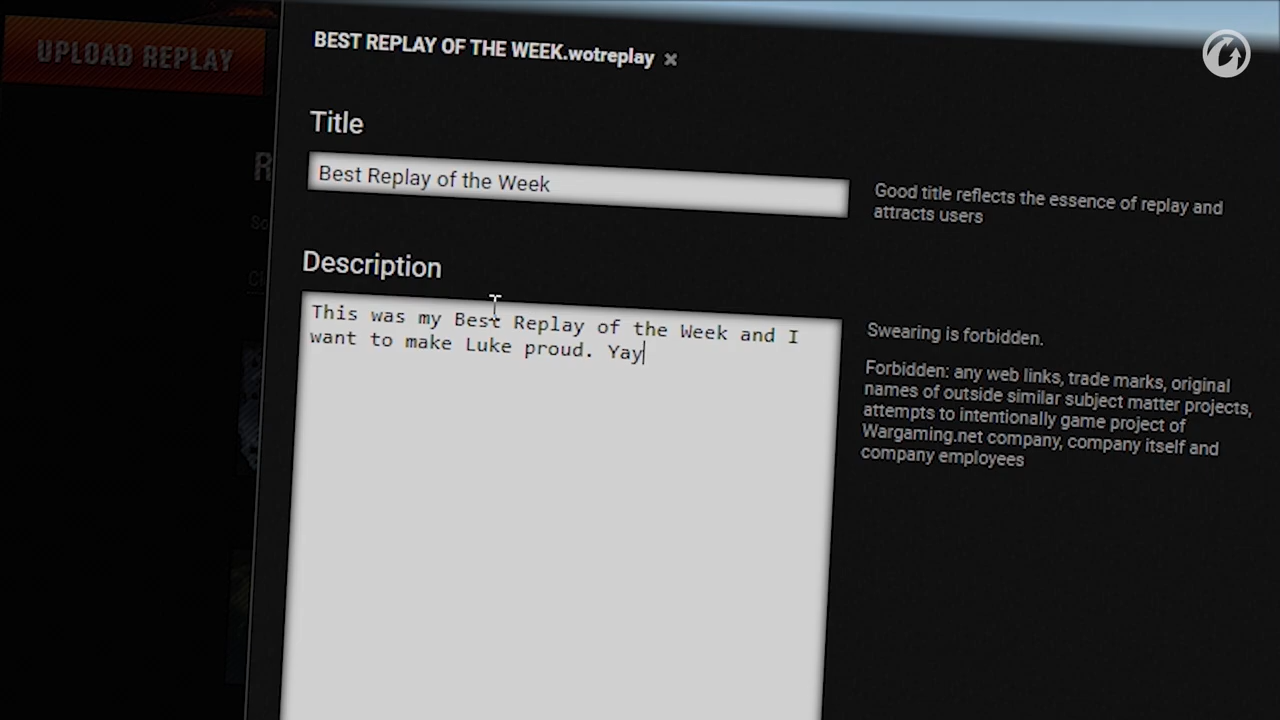 UPLOAD REPLAY
BEST REPLAY OF THE WEEK.wotreplay
Title
Best Replay of the Week
Good title reflects the essence of replay and
attracts users
Description
This was my Best Replay of the Week and I
want to make Luke proud. Yay
Swearing is forbidden.
Forbidden: any web links, trade marks, original
names of outside similar subject matter projects,
attempts to intentionally game project of
Wargaming.net company, company itself and
company employees